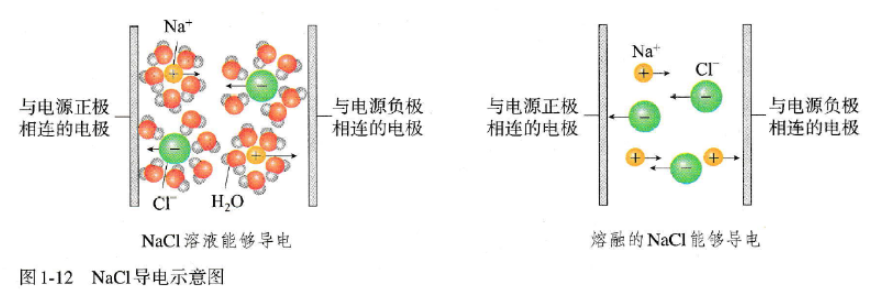 Na⁺
与电源正极
相连的电极
与电源负极
相连的电极
Cl⁻
H₂O
NaCl溶液能够导电
Na⁺
Cl⁻
与电源正极
相连的电极
与电源负极
相连的电极
熔融的NaCl能够导电
图1-12 NaCl导电示意图